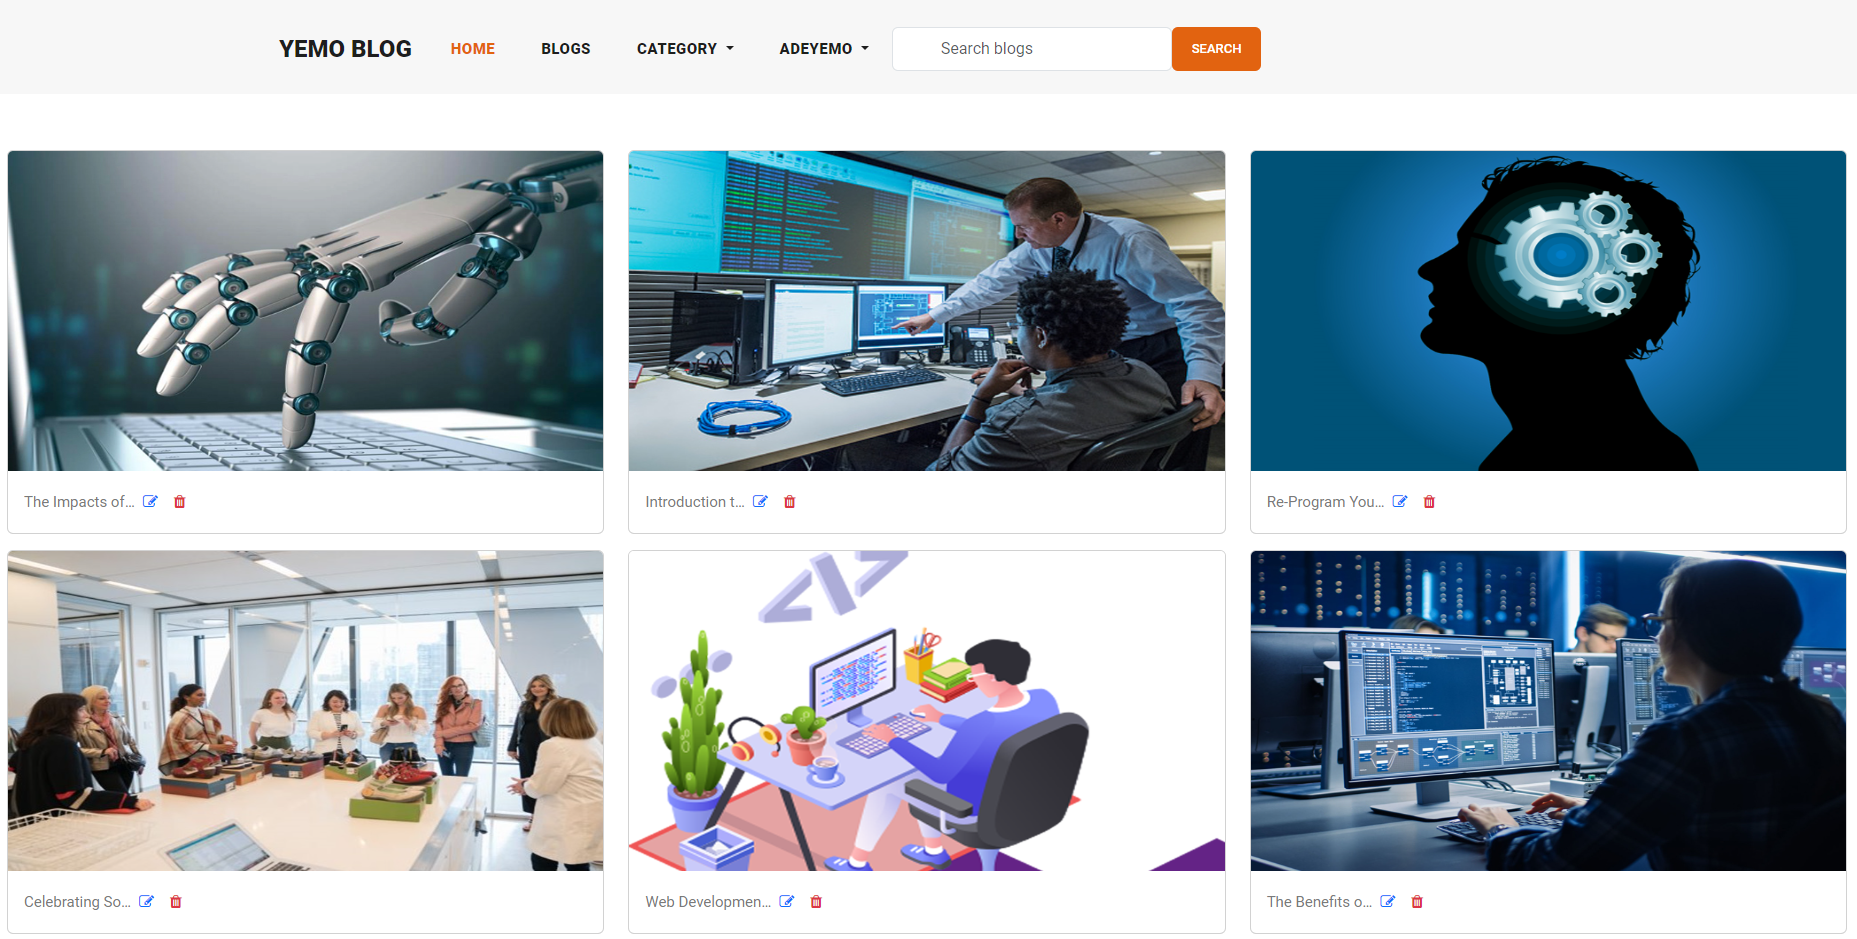 YEMO BLOG HOME BLOGS CATEGORY ADEYEMO Search blogs SEARCH
The Impacts of... Introduction t... Re-Program You...
Celebrating So... Web Developmen... The Benefits o...